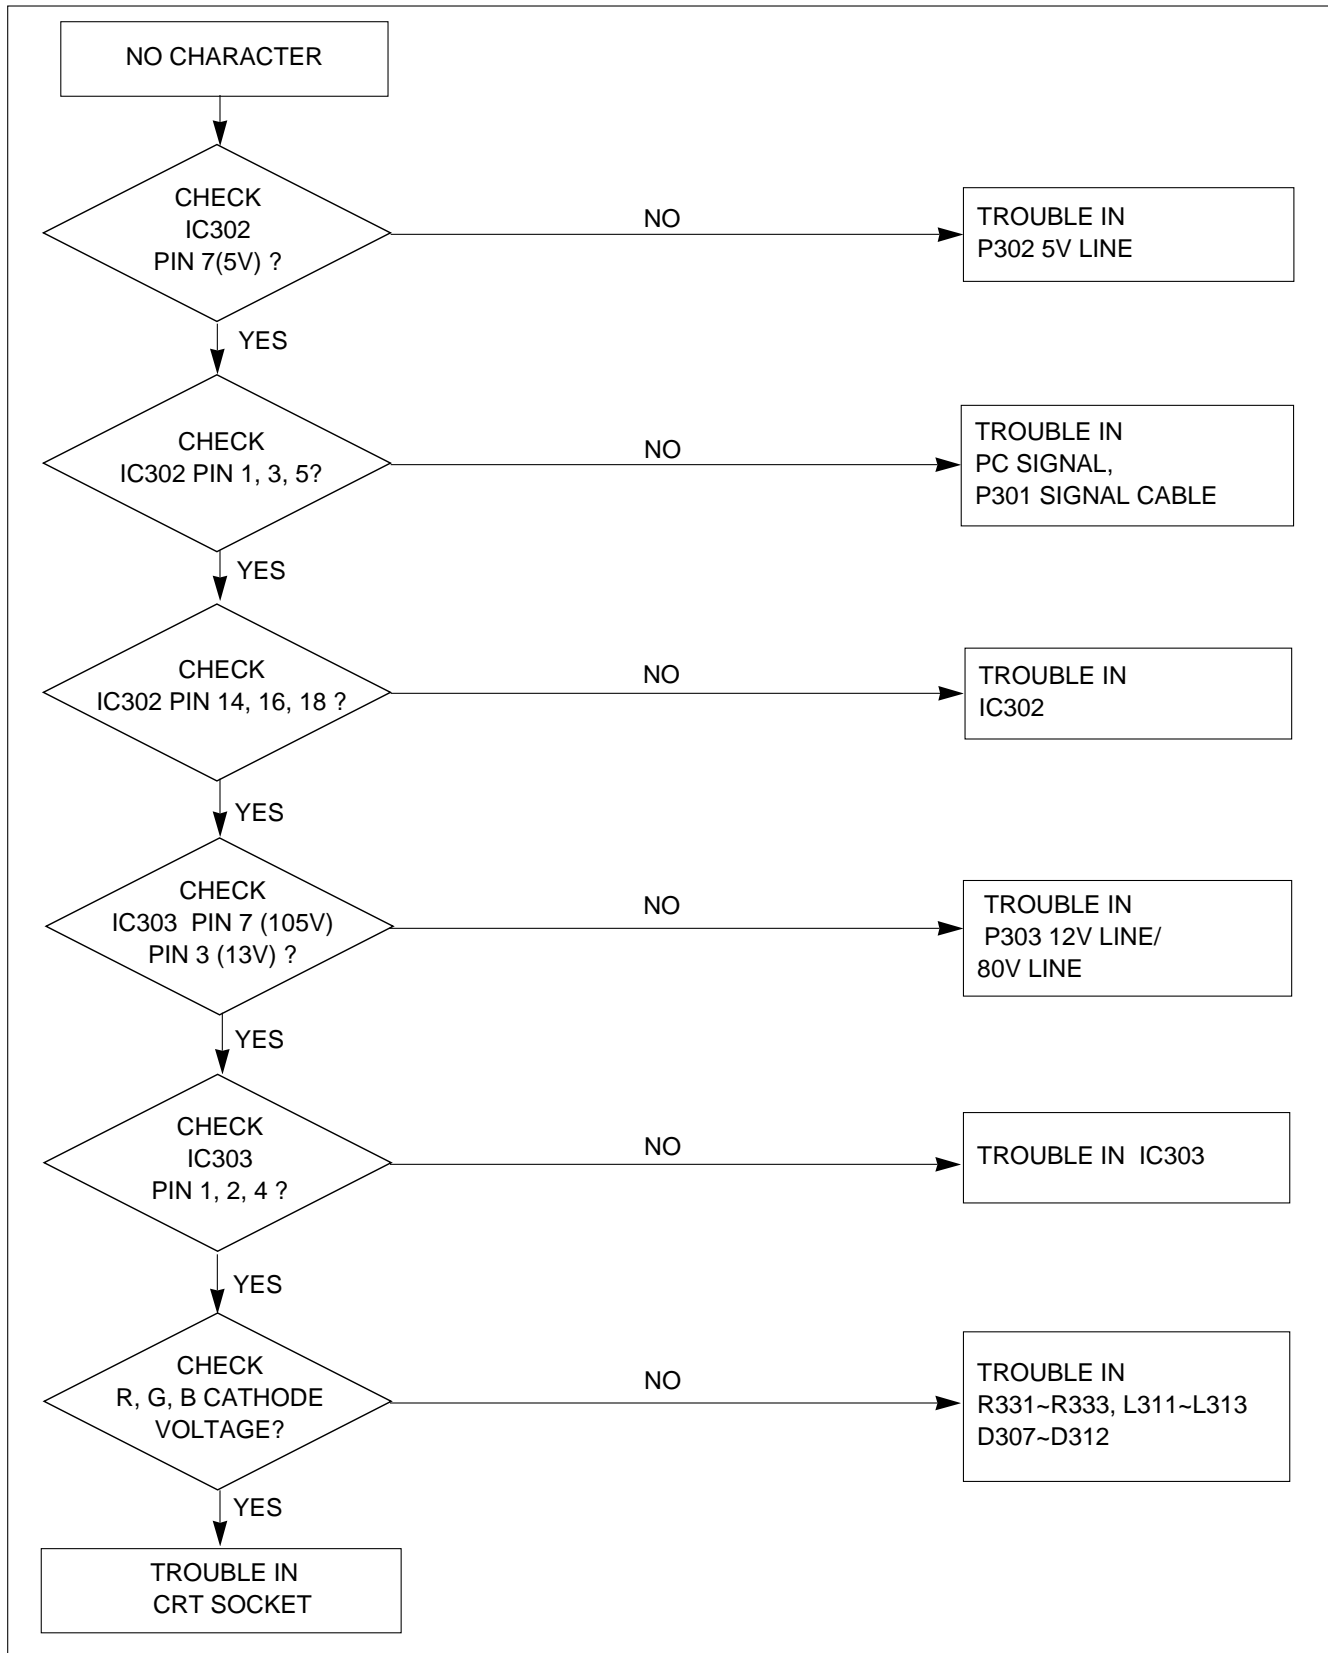 NO CHARACTER
CHECK
IC302
PIN 7(5V) ?
NO
TROUBLE IN
P302 5V LINE
YES
CHECK
IC302 PIN 1, 3, 5?
NO
TROUBLE IN
PC SIGNAL,
P301 SIGNAL CABLE
YES
CHECK
IC302 PIN 14, 16, 18 ?
NO
TROUBLE IN
IC302
YES
CHECK
IC303 PIN 7 (105V)
PIN 3 (13V) ?
NO
TROUBLE IN
P303 12V LINE/
80V LINE
YES
CHECK
IC303
PIN 1, 2, 4 ?
NO
TROUBLE IN IC303
YES
CHECK
R, G, B CATHODE
VOLTAGE?
NO
TROUBLE IN
R331~R333, L311~L313
D307~D312
YES
TROUBLE IN
CRT SOCKET